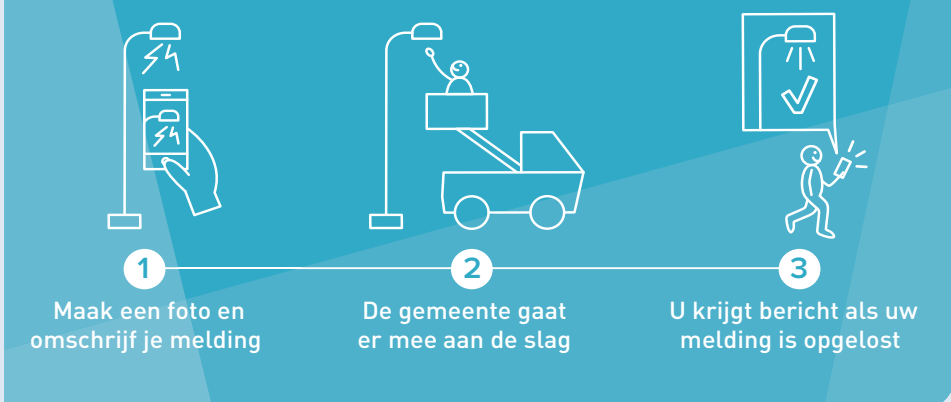 1
Maak een foto en
omschrijf je melding
2
De gemeente gaat
er mee aan de slag
3
U krijgt bericht als uw
melding is opgelost